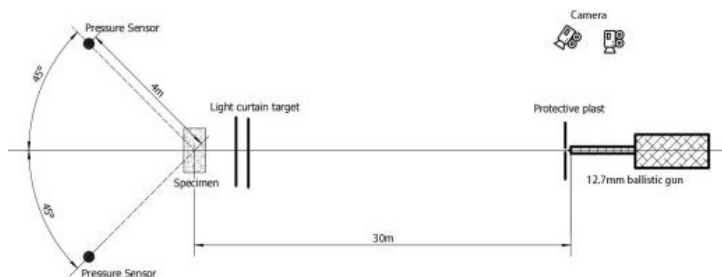 Camera
Pressure Sensor
45°
4m
Light curtain target
Protective plast
Specimen
12.7mm ballistic gun
45°
30m
Pressure Sensor